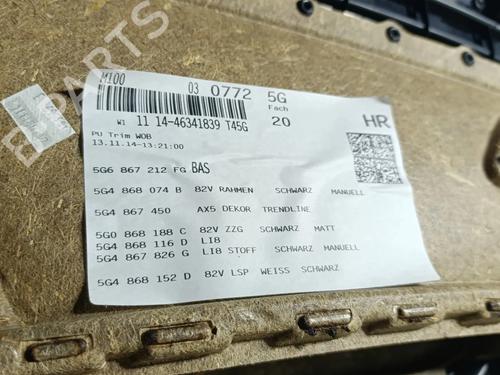 M100
03 0772 5G
Fach
W1 11 14-46341839 T45G 20 HR
PU Trim WOB
13.11.14-13:21:00
5G6 867 212 FG BAS
5G4 868 074 B 82V RAHMEN SCHWARZ MANUELL
5G4 867 450 AX5 DEKOR TRENDLINE
5G0 868 188 C 82V ZZG SCHWARZ MATT
5G4 868 116 D LI8
5G4 867 826 G LI8 STOFF SCHWARZ MANUELL
5G4 868 152 D 82V LSP WEISS SCHWARZ
B-PARTS